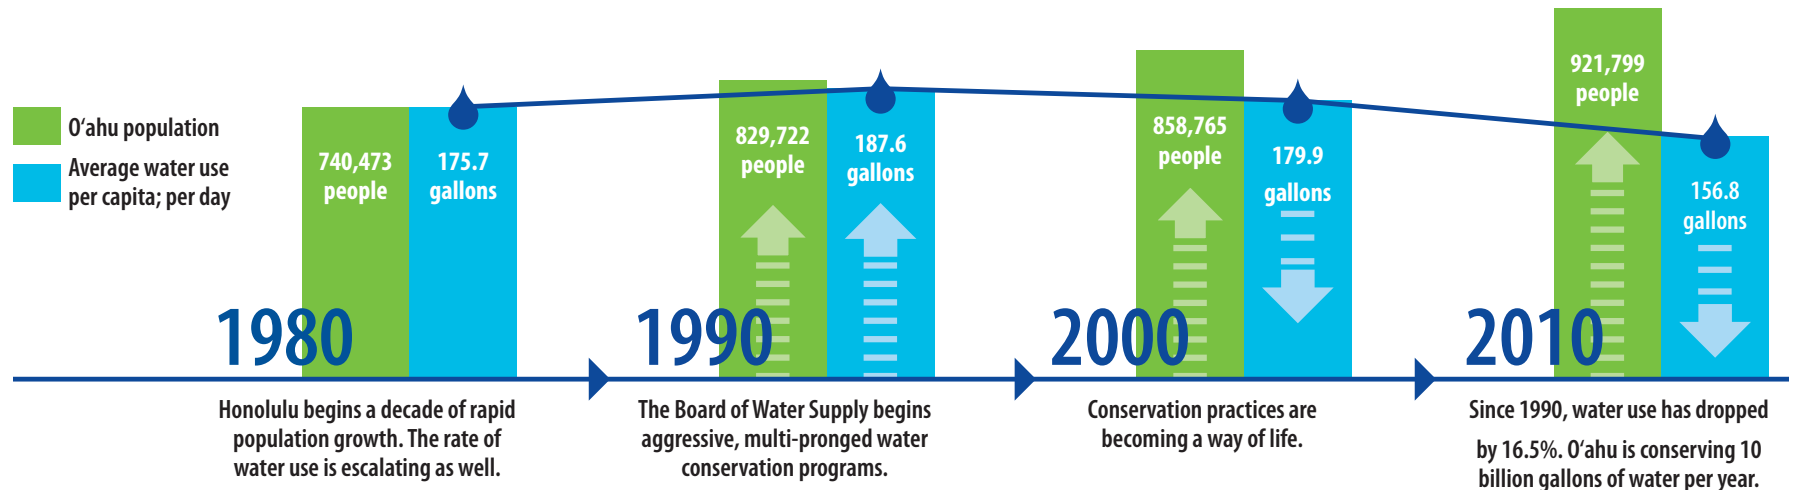 O‘ahu population
Average water use
per capita; per day
740,473
people
175.7
gallons
1980
Honolulu begins a decade of rapid
population growth. The rate of
water use is escalating as well.
829,722
people
187.6
gallons
1990
The Board of Water Supply begins
aggressive, multi-pronged water
conservation programs.
858,765
people
179.9
gallons
2000
Conservation practices are
becoming a way of life.
921,799
people
156.8
gallons
2010
Since 1990, water use has dropped
by 16.5%. O‘ahu is conserving 10
billion gallons of water per year.